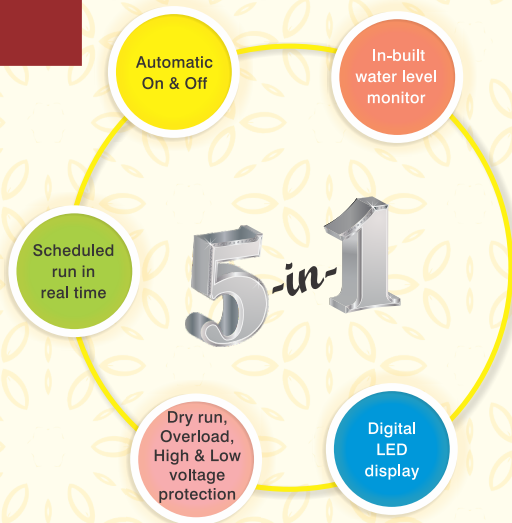 Automatic
On & Off
In-built
water level
monitor
Scheduled
run in
real time
5-in-1
Dry run,
Overload,
High & Low
voltage
protection
Digital
LED
display